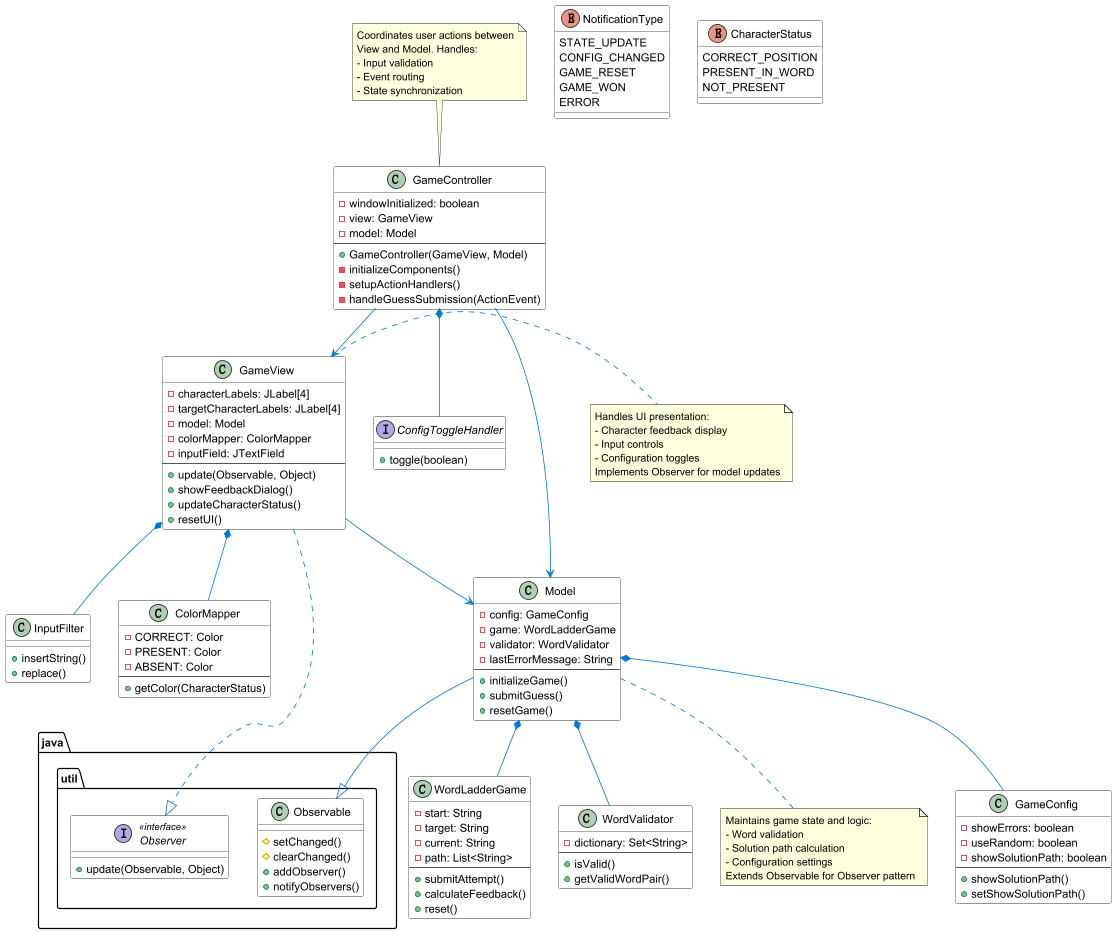 Coordinates user actions between
View and Model. Handles:
- Input validation
- Event routing
- State synchronization
E NotificationType
STATE_UPDATE
CONFIG_CHANGED
GAME_RESET
GAME_WON
ERROR
E CharacterStatus
CORRECT_POSITION
PRESENT_IN_WORD
NOT_PRESENT
C GameController
windowInitialized: boolean
view: GameView
model: Model
GameController(GameView, Model)
initializeComponents()
setupActionHandlers()
handleGuessSubmission(ActionEvent)
C GameView
characterLabels: JLabel[4]
targetCharacterLabels: JLabel[4]
model: Model
colorMapper: ColorMapper
inputField: JTextField
update(Observable, Object)
showFeedbackDialog()
updateCharacterStatus()
resetUI()
I ConfigToggleHandler
toggle(boolean)
Handles UI presentation:
- Character feedback display
- Input controls
- Configuration toggles
Implements Observer for model updates
C InputFilter
insertString()
replace()
C ColorMapper
CORRECT: Color
PRESENT: Color
ABSENT: Color
getColor(CharacterStatus)
C Model
config: GameConfig
game: WordLadderGame
validator: WordValidator
lastErrorMessage: String
initializeGame()
submitGuess()
resetGame()
java
util
I «interface»
Observer
update(Observable, Object)
C Observable
setChanged()
clearChanged()
addObserver()
notifyObservers()
C WordLadderGame
start: String
target: String
current: String
path: List<String>
submitAttempt()
calculateFeedback()
reset()
C WordValidator
dictionary: Set<String>
isValid()
getValidWordPair()
Maintains game state and logic:
- Word validation
- Solution path calculation
- Configuration settings
Extends Observable for Observer pattern
C GameConfig
showErrors: boolean
useRandom: boolean
showSolutionPath: boolean
showSolutionPath()
setShowSolutionPath()